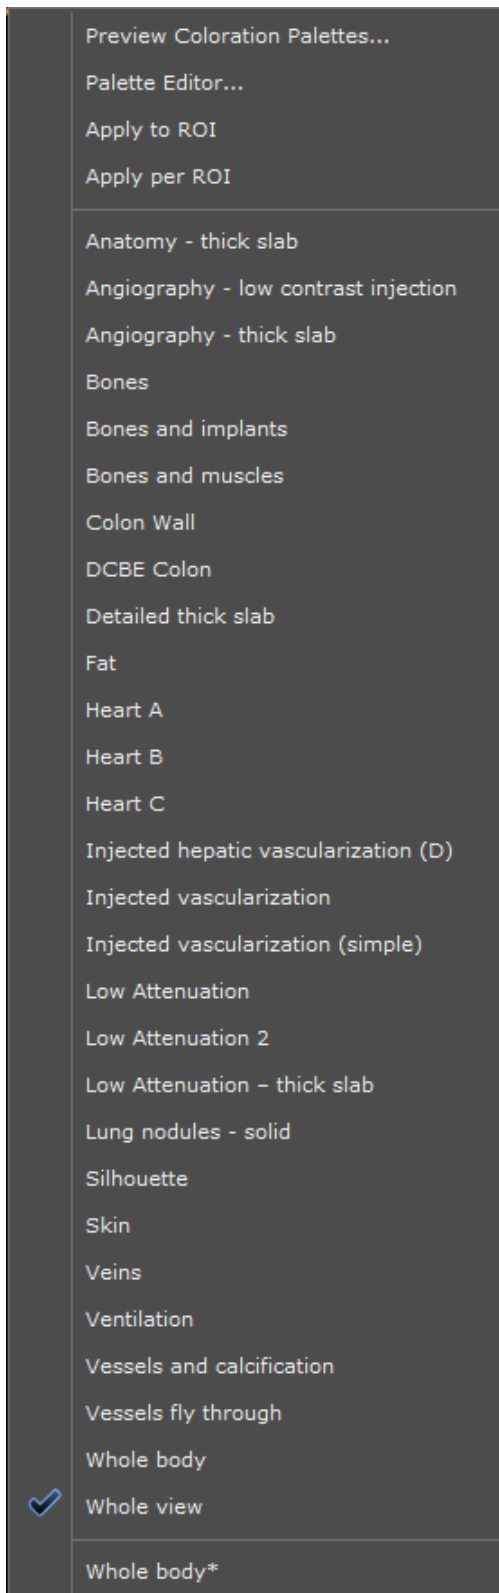 Preview Coloration Palettes...
Palette Editor...
Apply to ROI
Apply per ROI
Anatomy - thick slab
Angiography - low contrast injection
Angiography - thick slab
Bones
Bones and implants
Bones and muscles
Colon Wall
DCBE Colon
Detailed thick slab
Fat
Heart A
Heart B
Heart C
Injected hepatic vascularization (D)
Injected vascularization
Injected vascularization (simple)
Low Attenuation
Low Attenuation 2
Low Attenuation – thick slab
Lung nodules - solid
Silhouette
Skin
Veins
Ventilation
Vessels and calcification
Vessels fly through
Whole body
Whole view
Whole body*